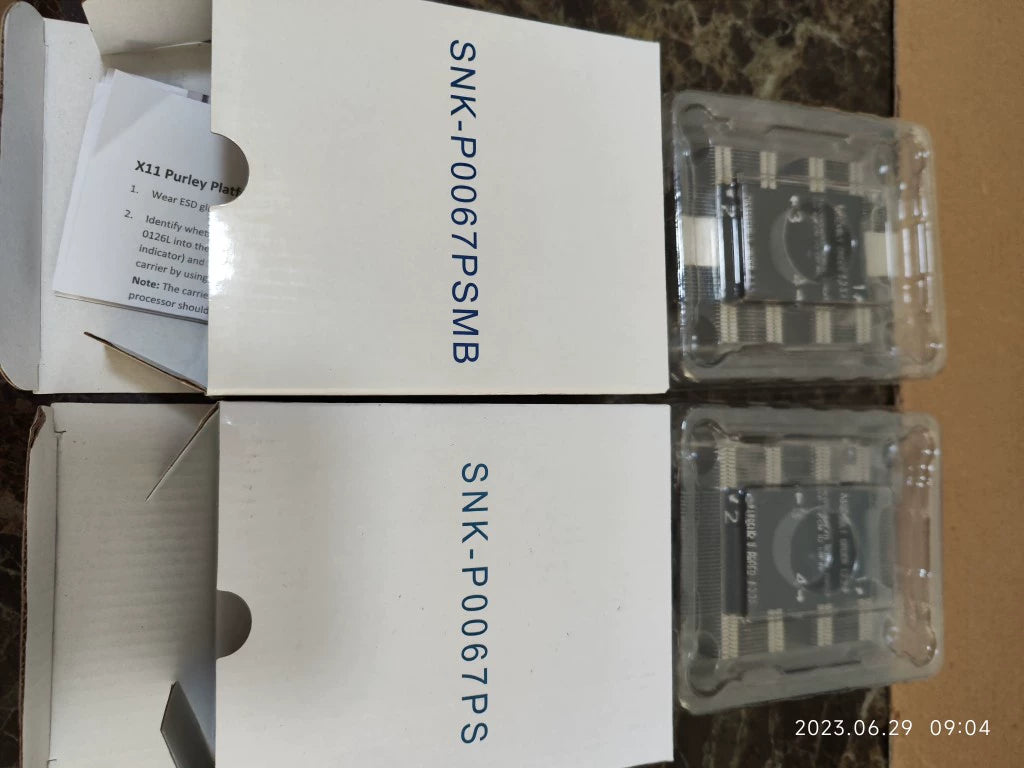 SNK-P0067PSMB
X11 Purley Platf
1. Wear ESD gl
2. Identify whet
0126L into the
indicator) and
carrier by using
Note: The carrie
processor should
SNK-P0067PS
2023.06.29 09:04